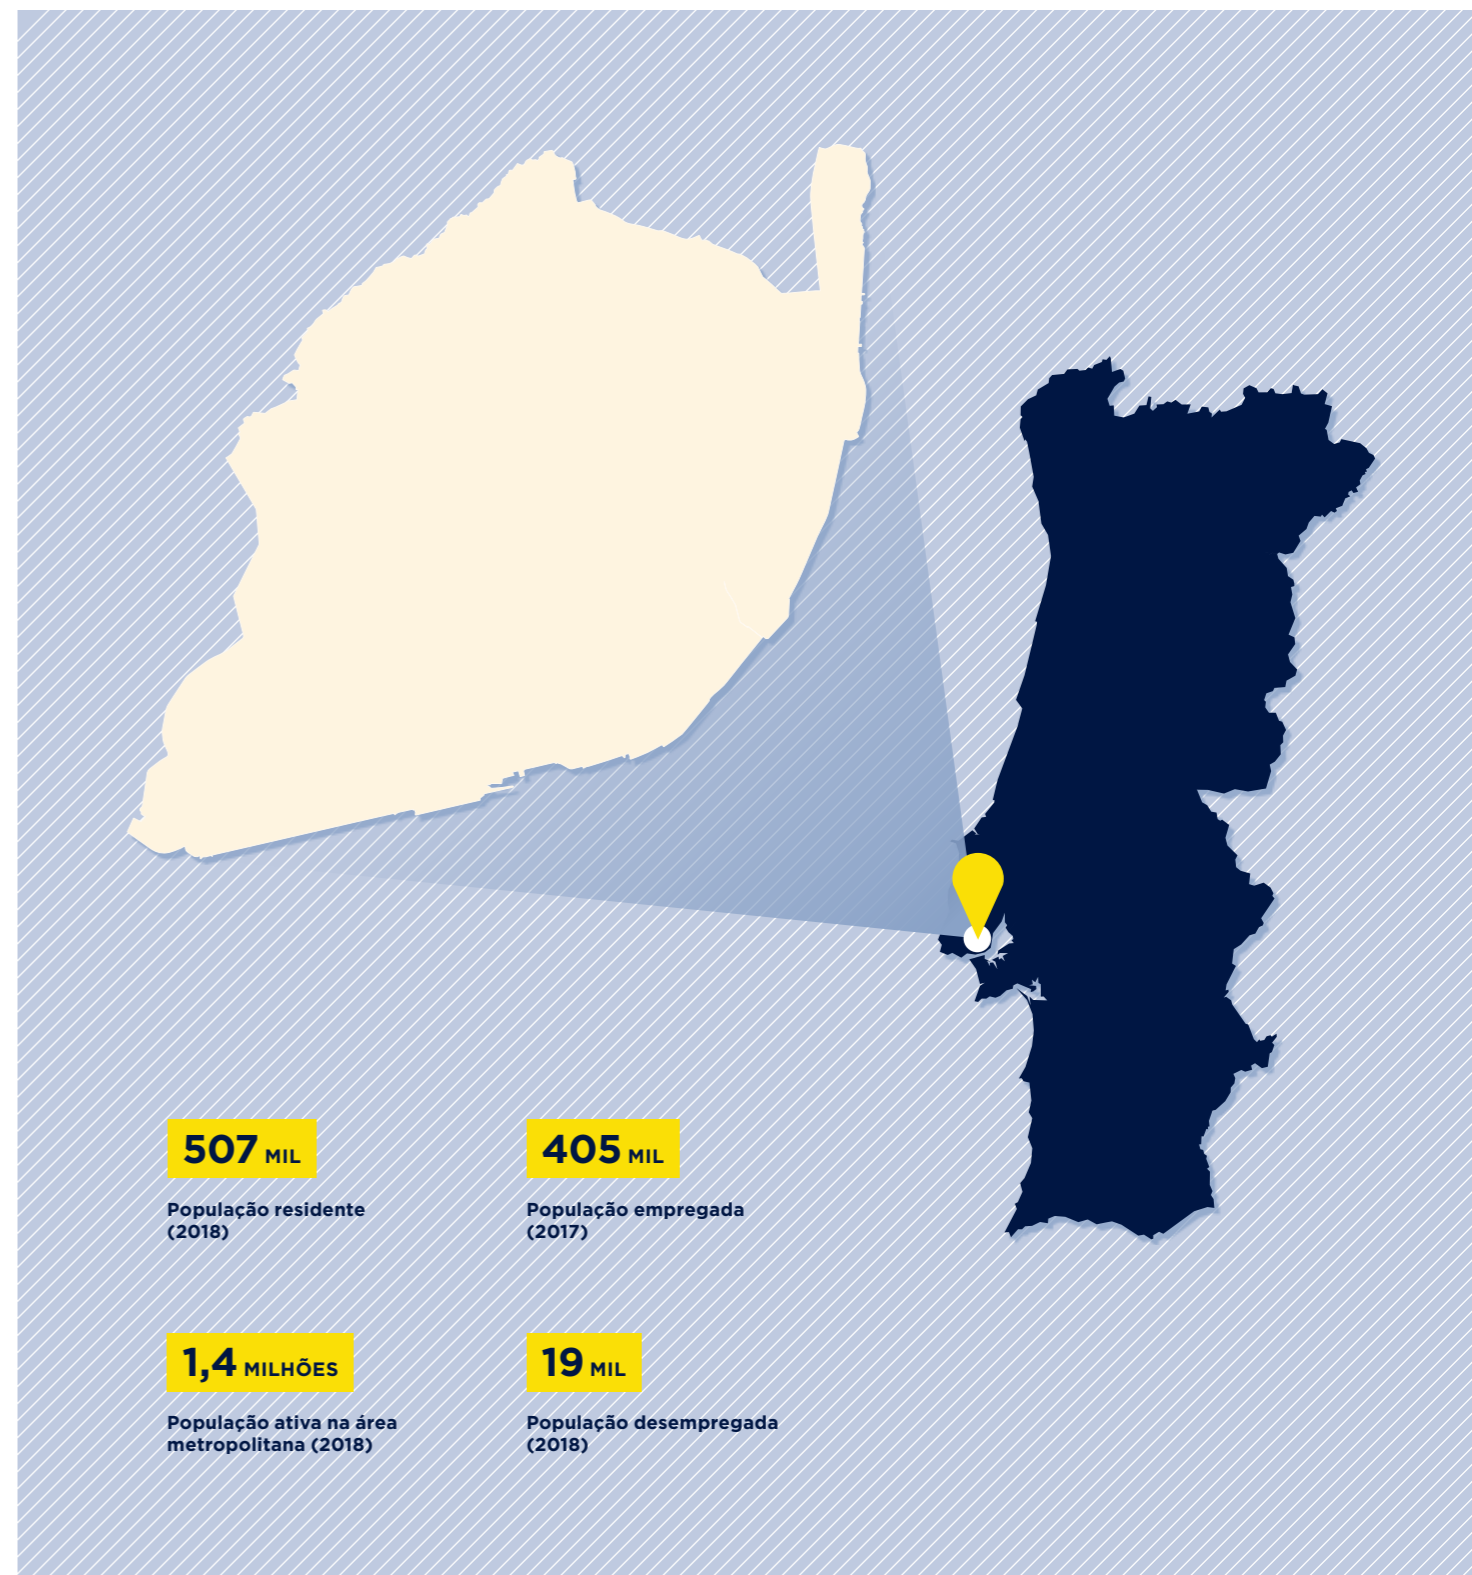 507 MIL
População residente
(2018)
405 MIL
População empregada
(2017)
1,4 MILHÕES
População ativa na área
metropolitana (2018)
19 MIL
População desempregada
(2018)